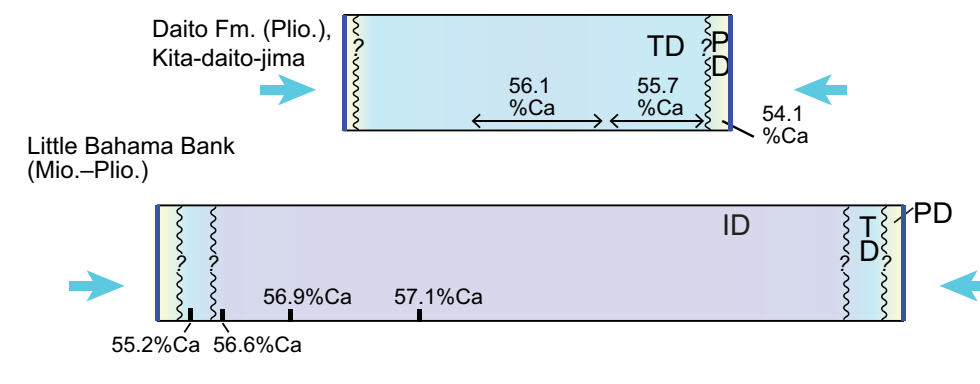 Daito Fm. (Plio.),
Kita-daito-jima
? TD ? P
D
56.1
%Ca
55.7
%Ca
54.1
%Ca
Little Bahama Bank
(Mio.–Plio.)
ID T
D
PD
? ? ? ?
56.9%Ca 57.1%Ca
55.2%Ca 56.6%Ca